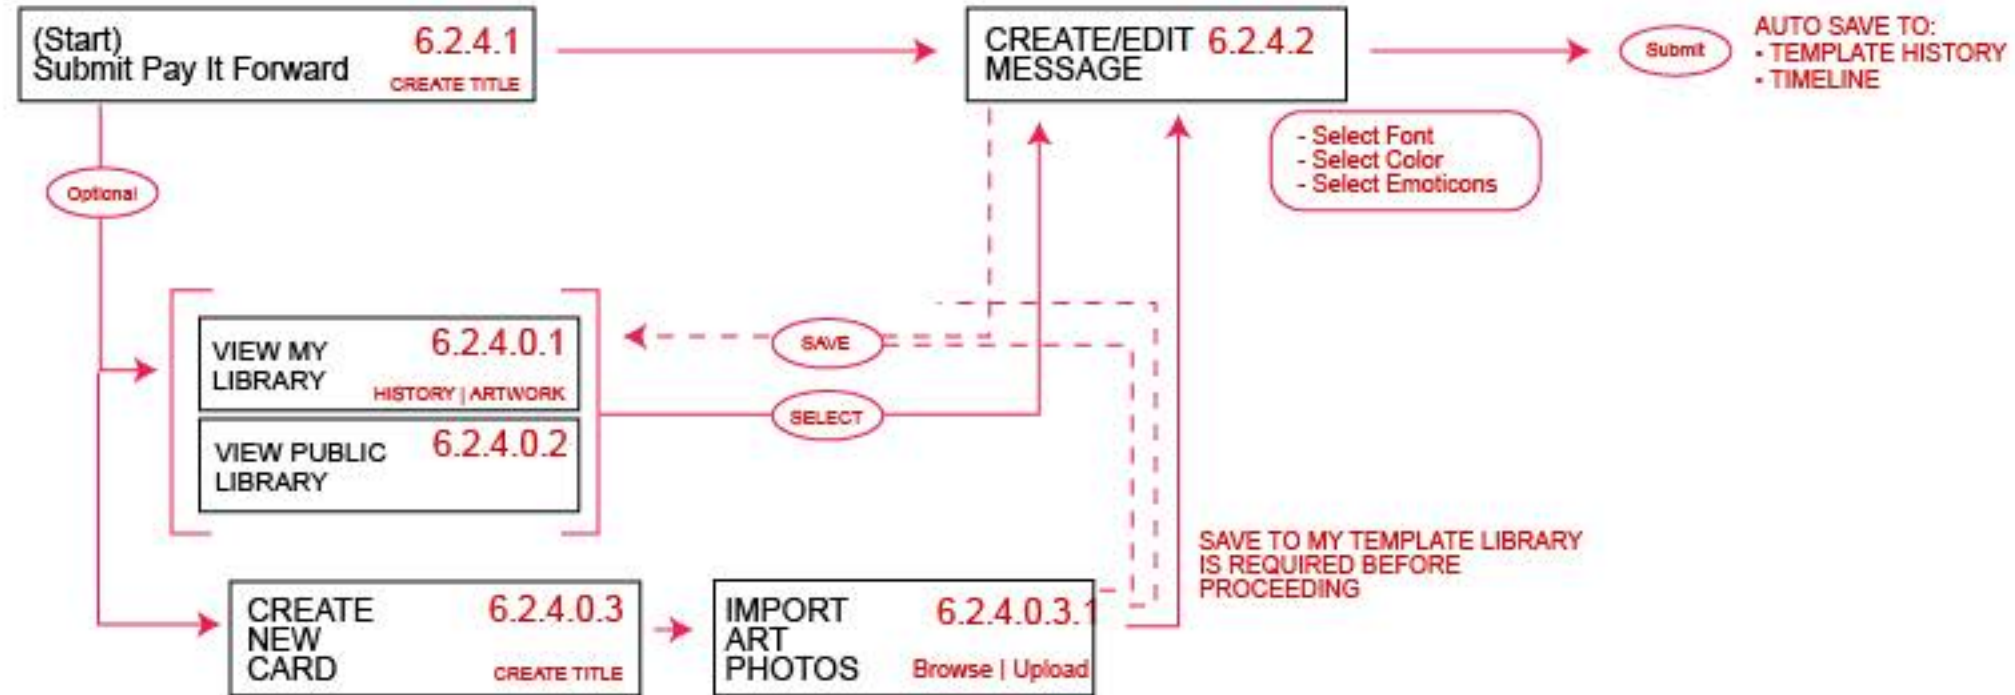 (Start)
Submit Pay It Forward
6.2.4.1
CREATE TITLE
CREATE/EDIT
MESSAGE
6.2.4.2
Submit
AUTO SAVE TO:
- TEMPLATE HISTORY
- TIMELINE
- Select Font
- Select Color
- Select Emoticons
Optional
VIEW MY
LIBRARY
6.2.4.0.1
HISTORY | ARTWORK
VIEW PUBLIC
LIBRARY
6.2.4.0.2
SAVE
SELECT
SAVE TO MY TEMPLATE LIBRARY
IS REQUIRED BEFORE
PROCEEDING
CREATE
NEW
CARD
6.2.4.0.3
CREATE TITLE
IMPORT
ART
PHOTOS
6.2.4.0.3.1
Browse | Upload